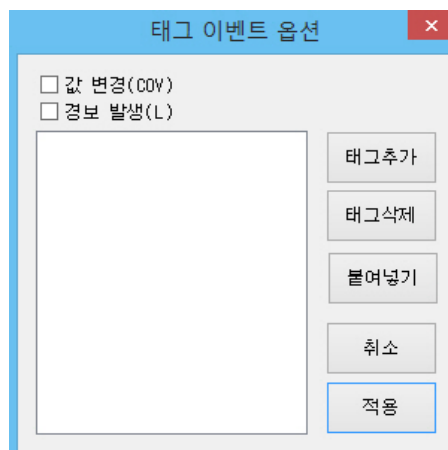 태그 이벤트 옵션
값 변경(COV)
경보 발생(L)
태그추가
태그삭제
붙여넣기
취소
적용